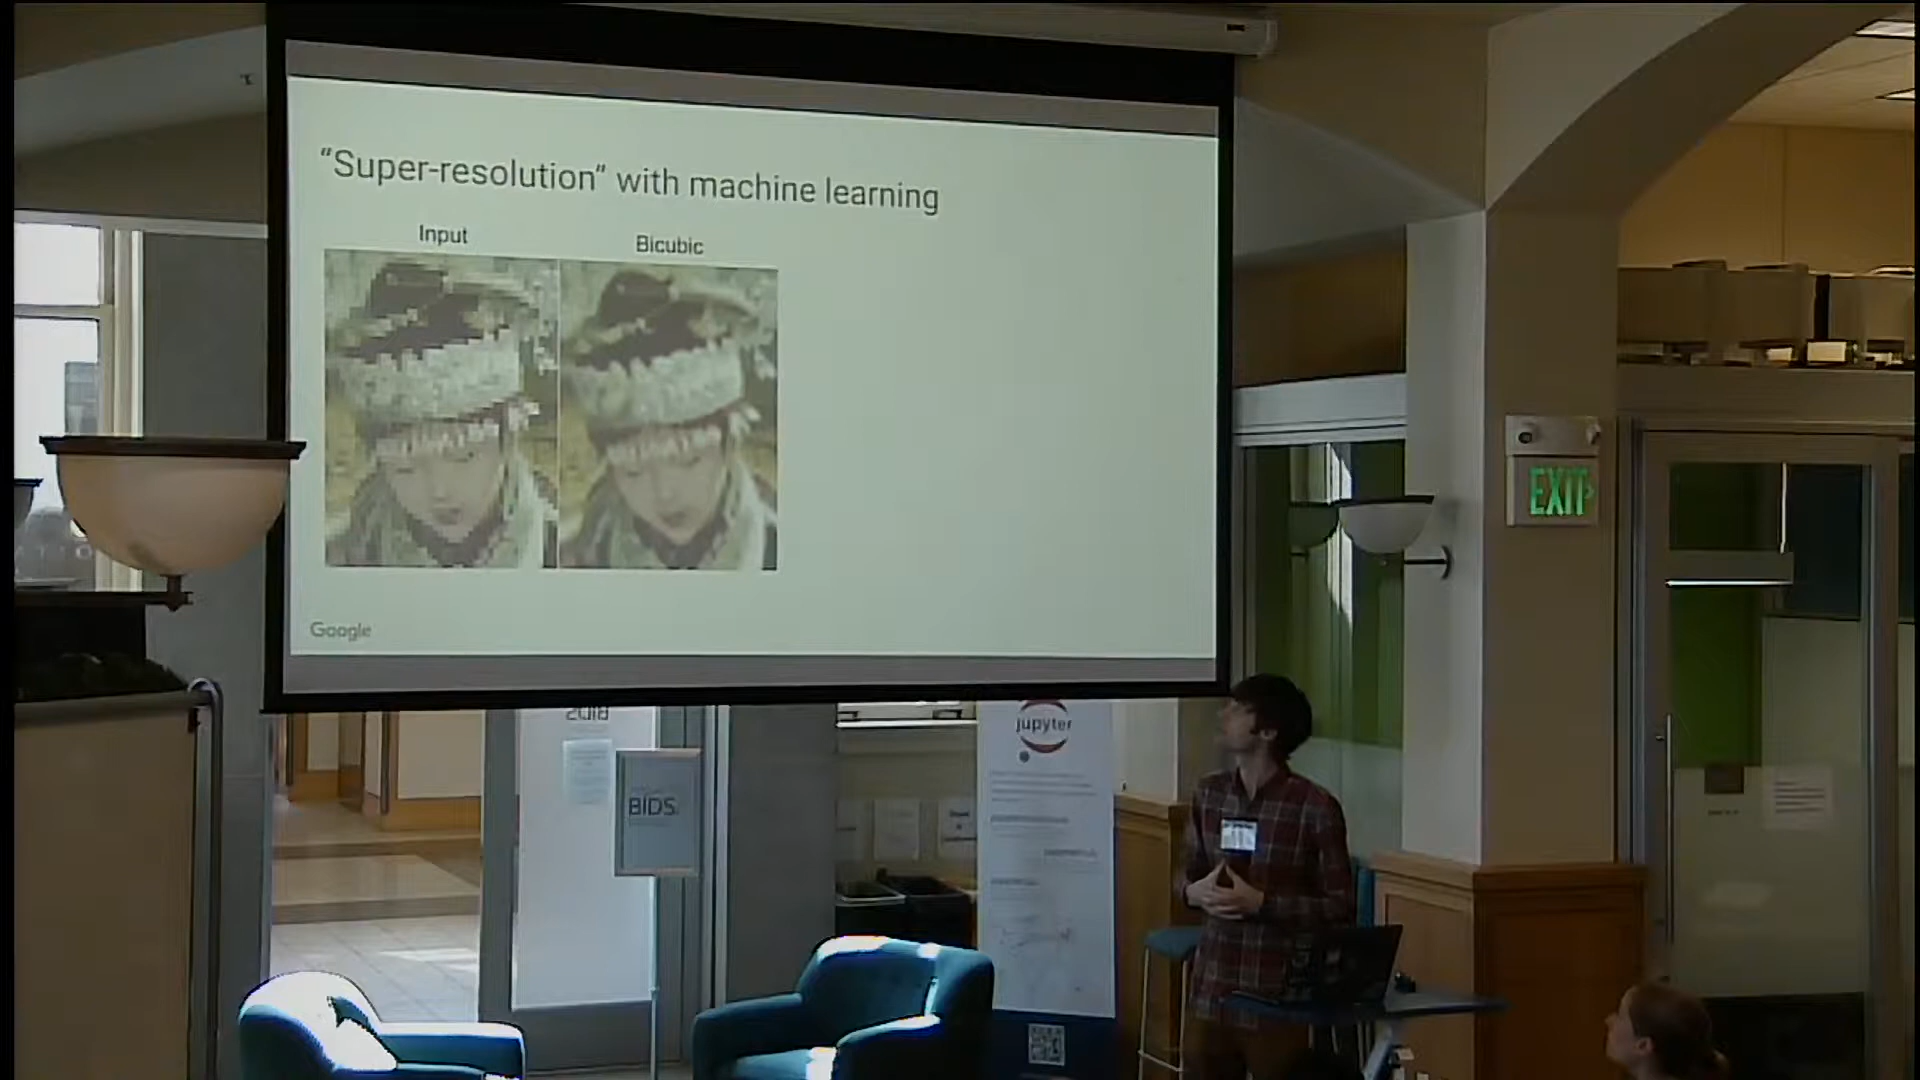 “Super-resolution” with machine learning
Input
Bicubic
Google
EXIT
2018
BIDS
jupyter